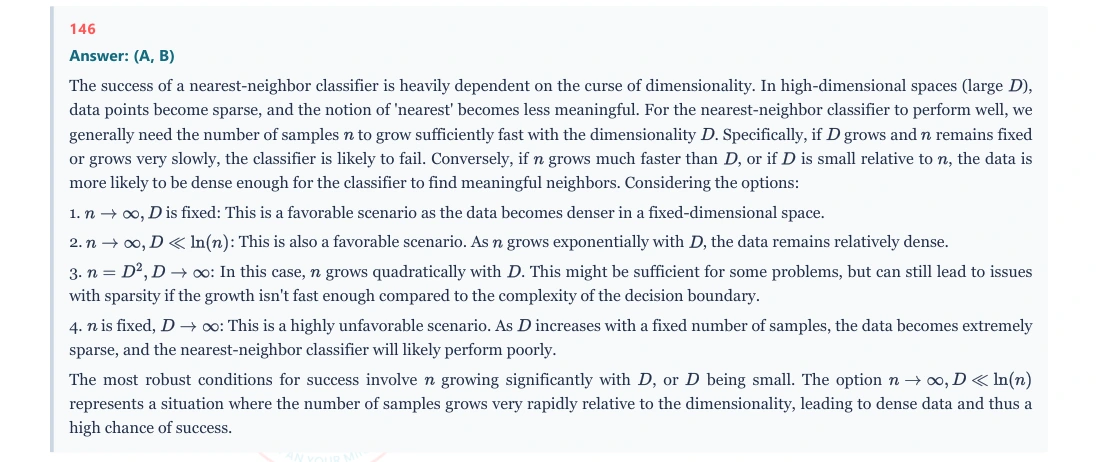 146
Answer: (A, B)
The success of a nearest-neighbor classifier is heavily dependent on the curse of dimensionality. In high-dimensional spaces (large D),
data points become sparse, and the notion of 'nearest' becomes less meaningful. For the nearest-neighbor classifier to perform well, we
generally need the number of samples n to grow sufficiently fast with the dimensionality D. Specifically, if D grows and n remains fixed
or grows very slowly, the classifier is likely to fail. Conversely, if n grows much faster than D, or if D is small relative to n, the data is
more likely to be dense enough for the classifier to find meaningful neighbors. Considering the options:
1. n → ∞, D is fixed: This is a favorable scenario as the data becomes denser in a fixed-dimensional space.
2. n → ∞, D ≪ ln(n): This is also a favorable scenario. As n grows exponentially with D, the data remains relatively dense.
3. n = D², D → ∞: In this case, n grows quadratically with D. This might be sufficient for some problems, but can still lead to issues
with sparsity if the growth isn't fast enough compared to the complexity of the decision boundary.
4. n is fixed, D → ∞: This is a highly unfavorable scenario. As D increases with a fixed number of samples, the data becomes extremely
sparse, and the nearest-neighbor classifier will likely perform poorly.
The most robust conditions for success involve n growing significantly with D, or D being small. The option n → ∞, D ≪ ln(n)
represents a situation where the number of samples grows very rapidly relative to the dimensionality, leading to dense data and thus a
high chance of success.